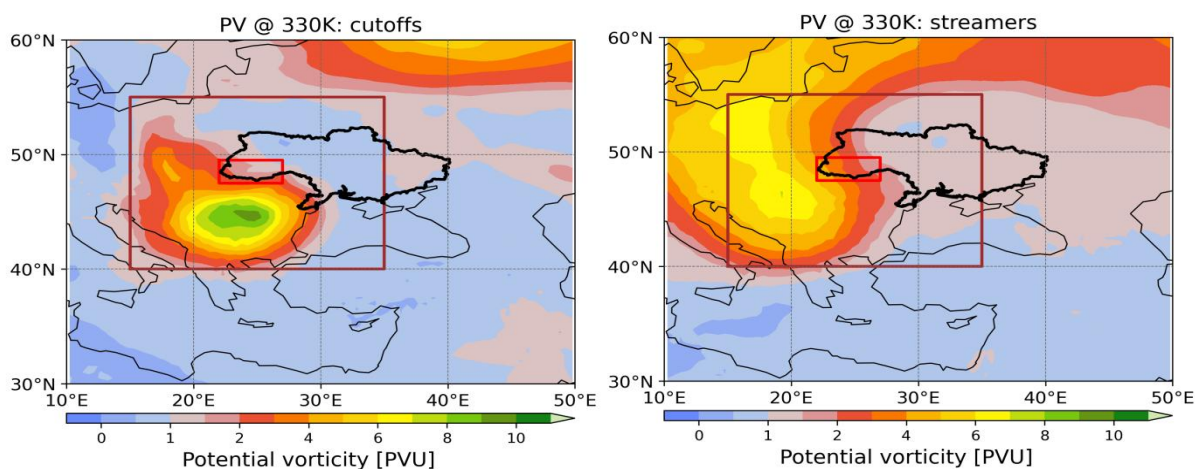 PV @ 330K: cutoffs
60°N
50°N
40°N
30°N
10°E 20°E 30°E 40°E 50°E
0 1 2 4 6 8 10
Potential vorticity [PVU]
PV @ 330K: streamers
60°N
50°N
40°N
30°N
10°E 20°E 30°E 40°E 50°E
0 1 2 4 6 8 10
Potential vorticity [PVU]